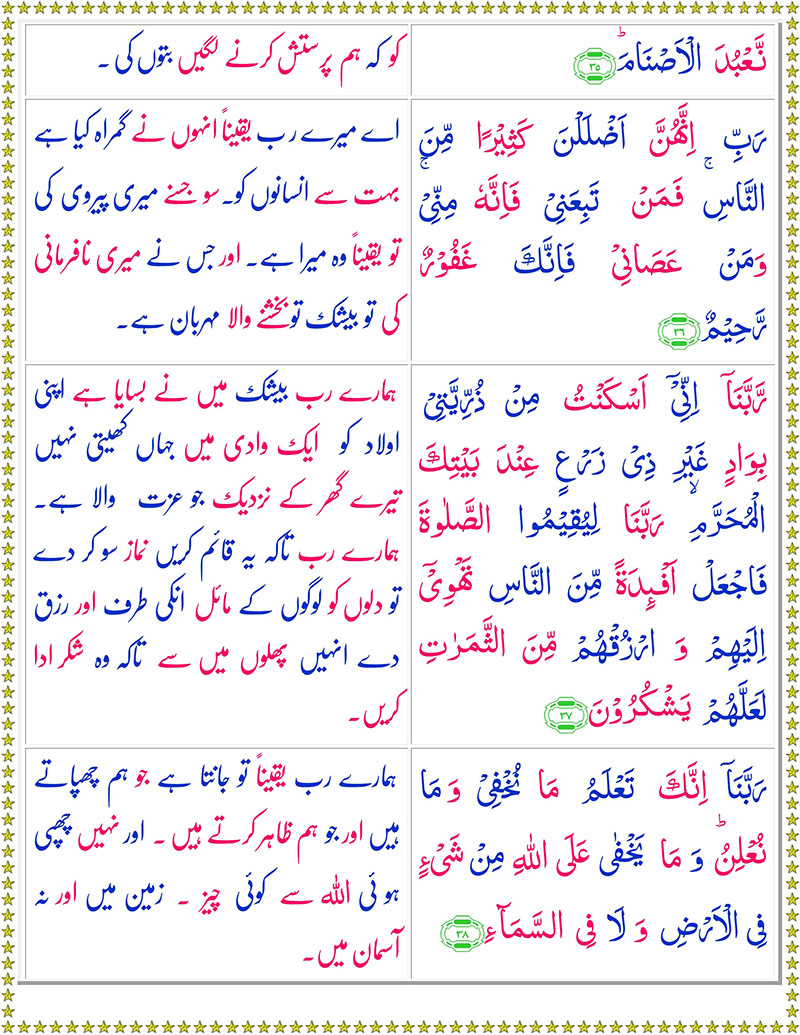 نَّعْبُدَ الْاَصْنَامَؕ ۳۵
کو کہ ہم پرستش کرنے لگیں بتوں کی ۔
رَبِّ اِنَّهُنَّ اَضْلَلْنَ كَثِيْرًا مِّنَ
النَّاسِ ۚ فَمَنْ تَبِعَنِيْ فَاِنَّهٗ مِنِّيْ ۚ
وَمَنْ عَصَانِيْ فَاِنَّكَ غَفُوْرٌ
رَّحِيْمٌ ۳۶
اے میرے رب یقیناً انہوں نے گمراہ کیا ہے
بہت سے انسانوں کو۔ سو جسنے میری پیروی کی
تو یقیناً وہ میرا ہے۔ اور جس نے میری نافرمانی
کی تو بیشک تو بخشنے والا مہربان ہے۔
رَبَّنَاۤ اِنِّيْۤ اَسْكَنْتُ مِنْ ذُرِّيَّتِيْ
بِوَادٍ غَيْرِ ذِيْ زَرْعٍ عِنْدَ بَيْتِكَ
الْمُحَرَّمِ ۙ رَبَّنَا لِيُقِيْمُوا الصَّلٰوةَ
فَاجْعَلْ اَفْـِٕدَةً مِّنَ النَّاسِ تَهْوِيْۤ
اِلَيْهِمْ وَ ارْزُقْهُمْ مِّنَ الثَّمَرٰتِ
لَعَلَّهُمْ يَشْكُرُوْنَ ۳۷
ہمارے رب بیشک میں نے بسایا ہے اپنی
اولاد کو ایک وادی میں جہاں کھیتی نہیں
تیرے گھر کے نزدیک جو عزت والا ہے۔
ہمارے رب تاکہ یہ قائم کریں نماز سو کر دے
تو دلوں کو لوگوں کے مائل انکی طرف اور رزق
دے انہیں پھلوں میں سے تاکہ وہ شکر ادا
کریں۔
رَبَّنَاۤ اِنَّكَ تَعْلَمُ مَا نُخْفِيْ وَ مَا
نُعْلِنُؕ وَ مَا يَخْفٰى عَلَى اللّٰهِ مِنْ شَيْءٍ
فِي الْاَرْضِ وَ لَا فِي السَّمَآءِ ۳۸
ہمارے رب یقیناً تو جانتا ہے جو ہم چھپاتے
ہیں اور جو ہم ظاہر کرتے ہیں ۔ اور نہیں چھپی
ہوئی اللہ سے کوئی چیز ۔ زمین میں اور نہ
آسمان میں۔